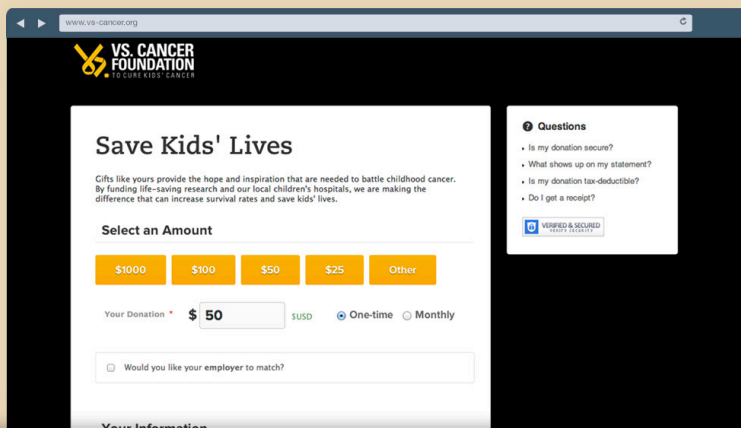 www.vs-cancer.org
VS. CANCER
FOUNDATION
TO CURE KIDS' CANCER
Save Kids' Lives
Gifts like yours provide the hope and inspiration that are needed to battle childhood cancer.
By funding life-saving research and our local children's hospitals, we are making the
difference that can increase survival rates and save kids' lives.
Select an Amount
$1000 $100 $50 $25 Other
Your Donation * $ 50 $USD One-time Monthly
Would you like your employer to match?
Your Information
Questions
Is my donation secure?
What shows up on my statement?
Is my donation tax-deductible?
Do I get a receipt?
VERIFIED & SECURED
VERIFY SECURITY